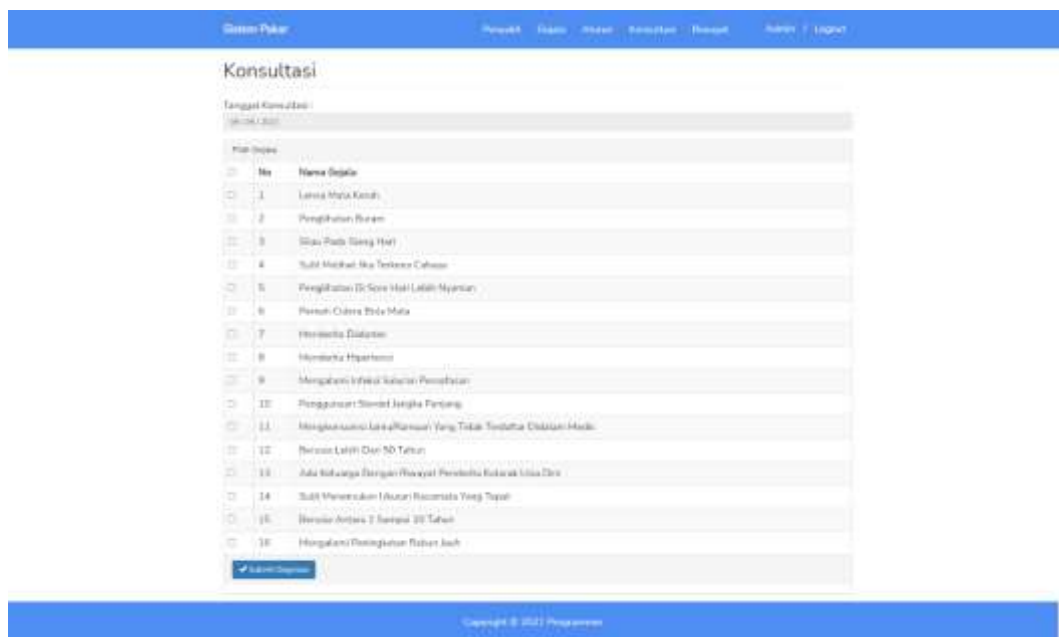 Sistem Pakar
Penyakit Gejala Aturan Konsultasi Riwayat Admin / Logout
Konsultasi
Tanggal Konsultasi :
Pilih Gejala
No Nama Gejala
1 Lensa Mata Keruh
2 Penglihatan Buram
3 Silau Pada Siang Hari
4 Sulit Melihat Jika Terkena Cahaya
5 Penglihatan Di Sore Hari Lebih Nyaman
6 Pernah Cidera Bola Mata
7 Menderita Diabetes
8 Menderita Hipertensi
9 Mengalami Infeksi Saluran Pernafasan
10 Penggunaan Steroid Jangka Panjang
11 Mengkonsumsi Yang Tidak Terdaftar Didalam Medis
12 Berusia Lebih Dari 50 Tahun
13 Ada Keluarga Dengan Riwayat Penderita Katarak Usia Dini
14 Sulit Menemukan Ukuran Kacamata Yang Tepat
15 Berusia Antara 1 Sampai 10 Tahun
16 Mengalami Peningkatan Rabun Jauh
Submit Diagnosa
Copyright © 2021 Programmer